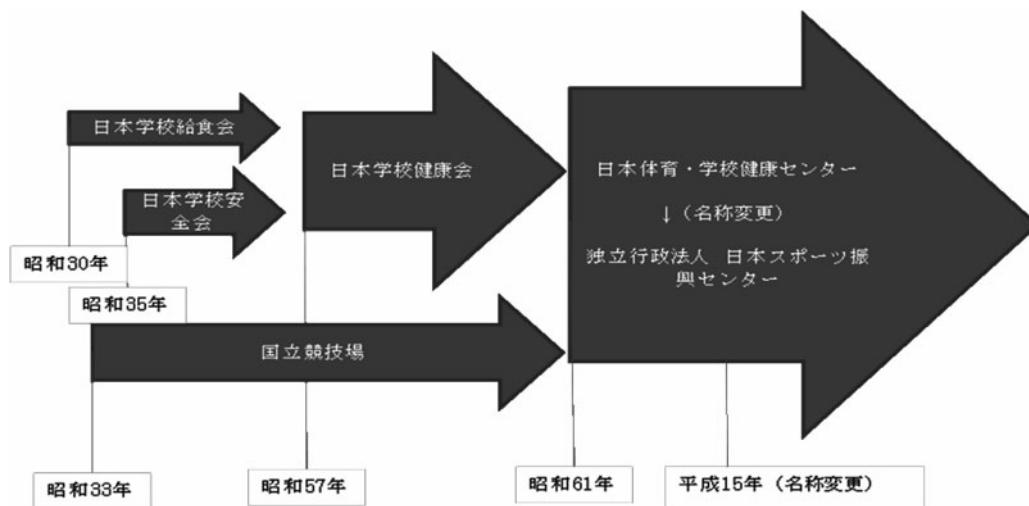 日本学校給食会
日本学校安
全会
昭和30年
昭和35年
日本学校健康会
国立競技場
日本体育・学校健康センター
↓(名称変更)
独立行政法人 日本スポーツ振
興センター
昭和33年
昭和57年
昭和61年
平成15年(名称変更)